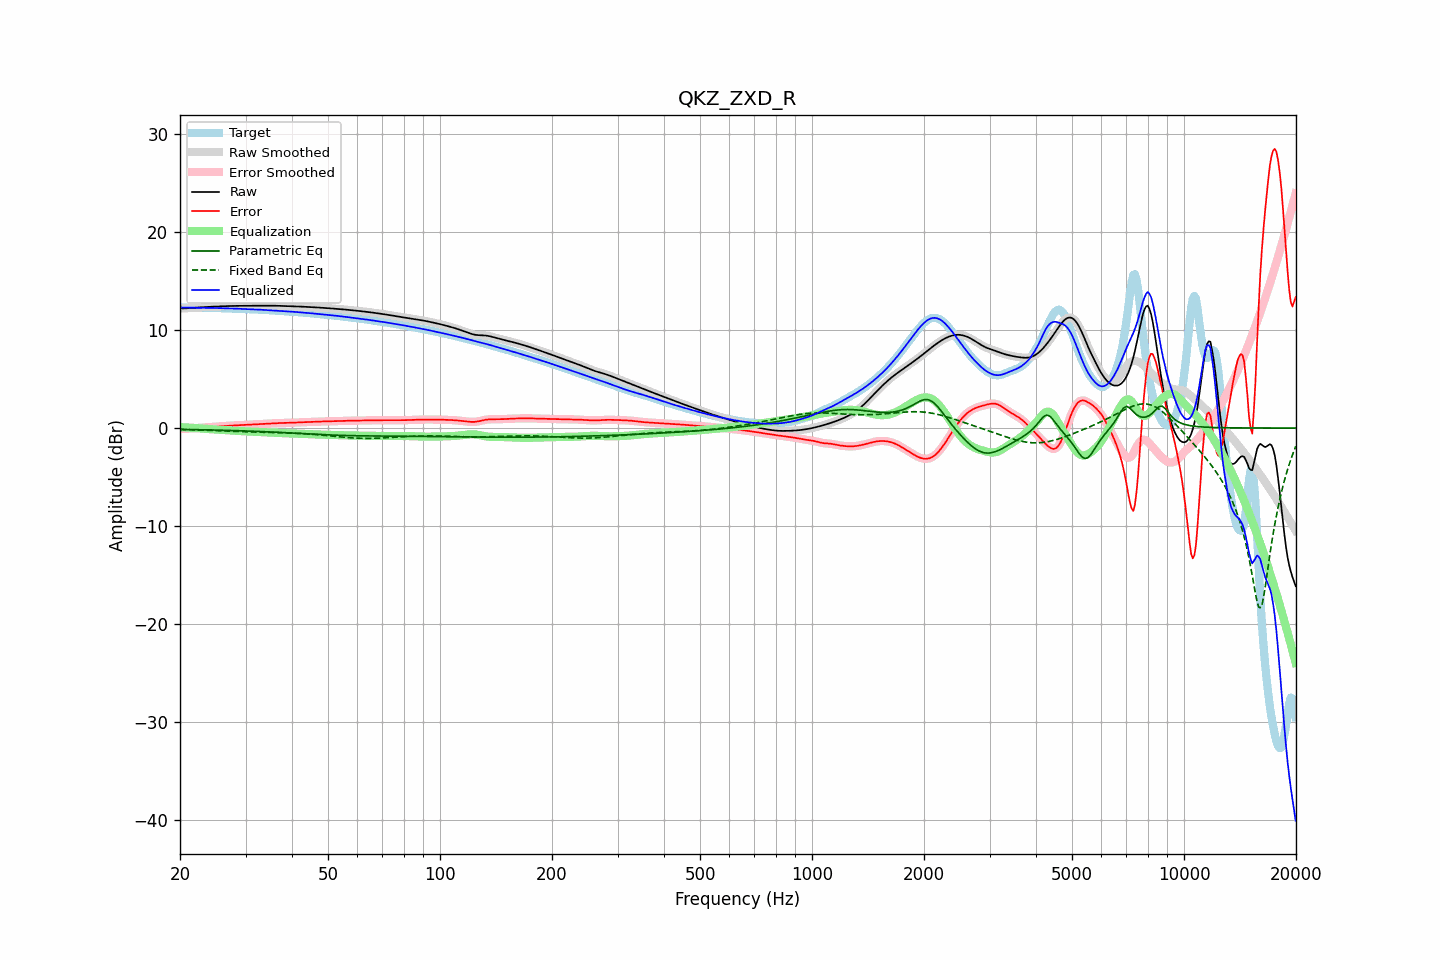 QKZ_ZXD_R
Target
Raw Smoothed
Error Smoothed
Raw
Error
Equalization
Parametric Eq
Fixed Band Eq
Equalized
30
20
10
0
−10
−20
−30
−40
Amplitude (dBr)
20
50
100
200
500
1000
2000
5000
10000
20000
Frequency (Hz)